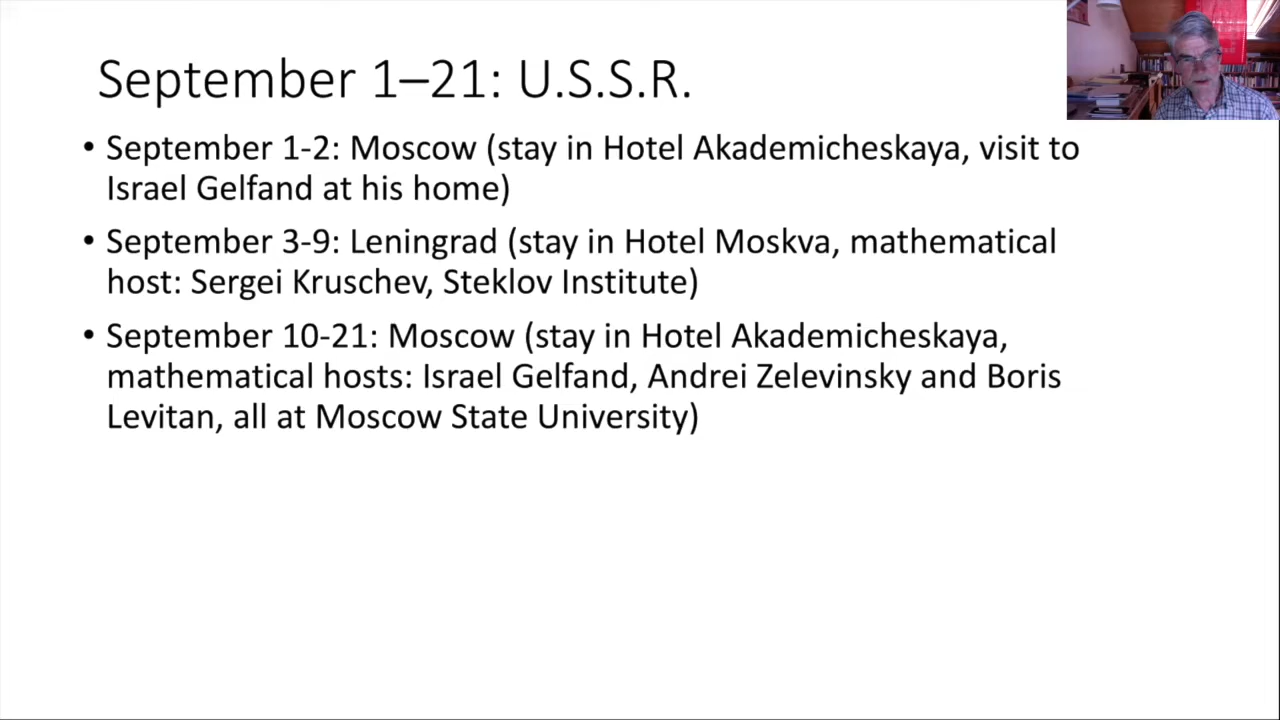 September 1–21: U.S.S.R.
• September 1-2: Moscow (stay in Hotel Akademicheskaya, visit to
Israel Gelfand at his home)
• September 3-9: Leningrad (stay in Hotel Moskva, mathematical
host: Sergei Kruschev, Steklov Institute)
• September 10-21: Moscow (stay in Hotel Akademicheskaya,
mathematical hosts: Israel Gelfand, Andrei Zelevinsky and Boris
Levitan, all at Moscow State University)